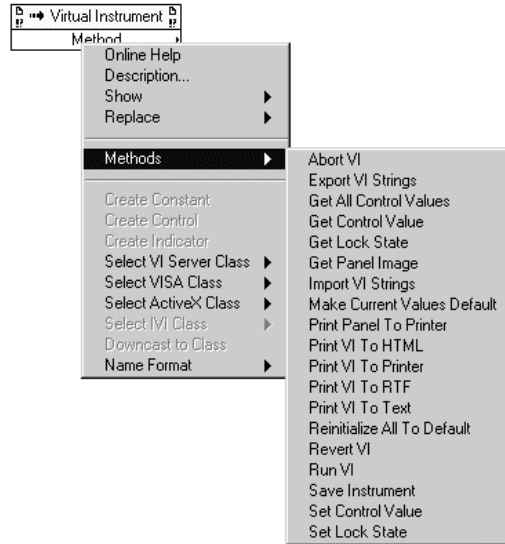 Virtual Instrument
Method
Online Help
Description...
Show
Replace
Methods
Create Constant
Create Control
Create Indicator
Select VI Server Class
Select VISA Class
Select ActiveX Class
Select IVI Class
Downcast to Class
Name Format
Abort VI
Export VI Strings
Get All Control Values
Get Control Value
Get Lock State
Get Panel Image
Import VI Strings
Make Current Values Default
Print Panel To Printer
Print VI To HTML
Print VI To Printer
Print VI To RTF
Print VI To Text
Reinitialize All To Default
Revert VI
Run VI
Save Instrument
Set Control Value
Set Lock State